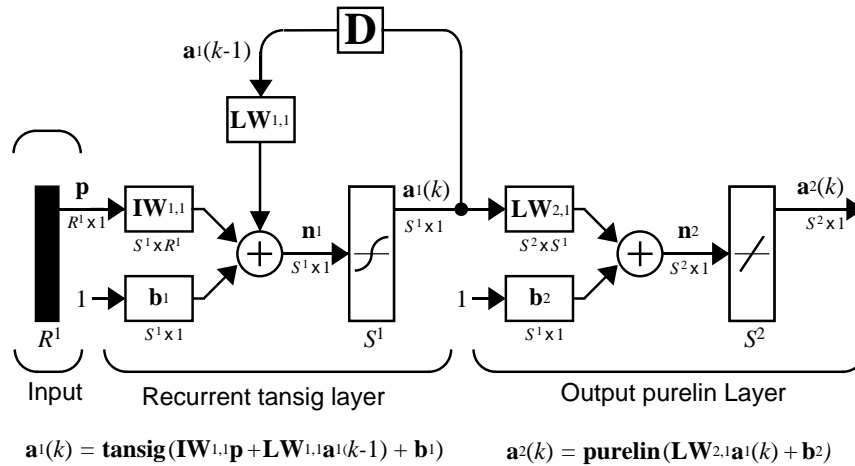 D
a¹(k-1)
LW1,1
p
R¹ x 1
IW1,1
S¹ x R¹
1
b1
S¹ x 1
R¹
n1
S¹ x 1
S¹
a¹(k)
S¹ x 1
LW2,1
S² x S¹
1
b2
S¹ x 1
n2
S² x 1
S²
a²(k)
S² x 1
Input
Recurrent tansig layer
Output purelin Layer
a¹(k) = tansig(IW1,1p+LW1,1a¹(k-1) + b1)
a²(k) = purelin(LW2,1a¹(k) + b2)